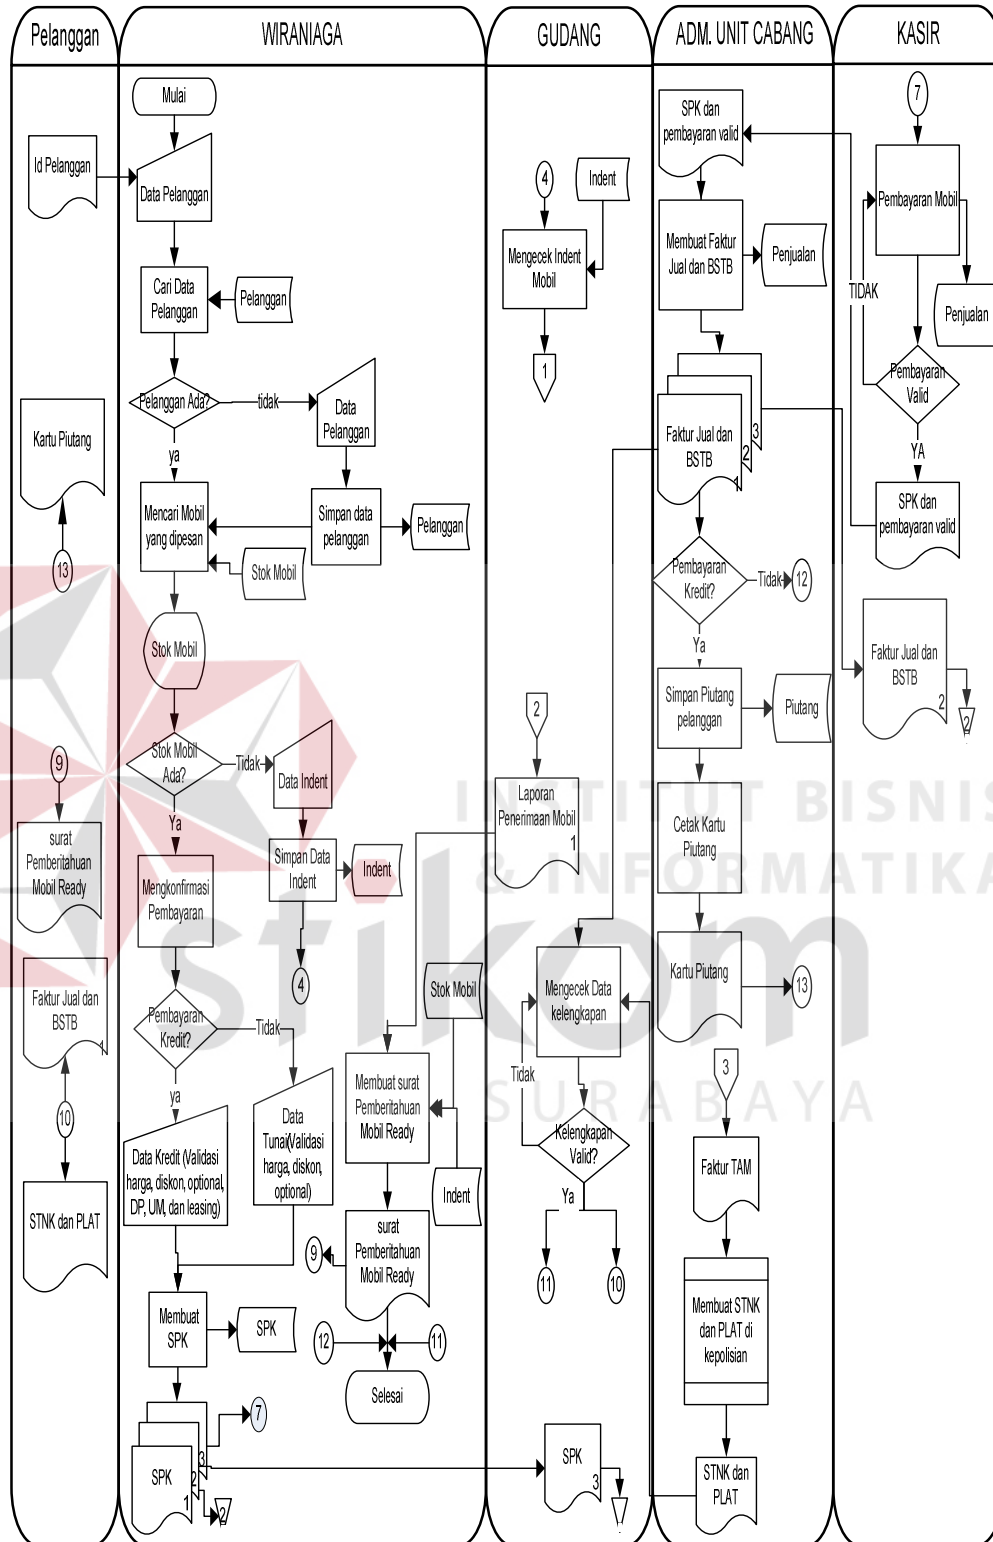 Pelanggan
WIRANIAGA
GUDANG
ADM. UNIT CABANG
KASIR
Id Pelanggan
Kartu Piutang
13
9
surat
Pemberitahuan
Mobil Ready
Faktur Jual dan
BSTB
1
10
STNK dan PLAT
Mulai
Data Pelanggan
Cari Data
Pelanggan
Pelanggan
Pelanggan Ada?
tidak
Data
Pelanggan
ya
Mencari Mobil
yang dipesan
Simpan data
pelanggan
Pelanggan
Stok Mobil
Stok Mobil
Stok Mobil
Ada?
Tidak
Data Indent
Ya
Simpan Data
Indent
Indent
Mengkonfirmasi
Pembayaran
4
Pembayaran
Kredit?
Tidak
ya
Data Kredit (Validasi
harga, diskon, optional,
DP, UM, dan leasing)
Data
Tunai(Validasi
harga, diskon,
optional)
Stok Mobil
Membuat surat
Pemberitahuan
Mobil Ready
Indent
surat
Pemberitahuan
Mobil Ready
9
12
11
Selesai
Membuat
SPK
SPK
7
SPK
1
2
3
2
4
Indent
Mengecek Indent
Mobil
1
2
Laporan
Penerimaan Mobil
1
Mengecek Data
kelengkapan
Tidak
Kelengkapan
Valid?
Ya
11
10
SPK
3
SPK dan
pembayaran valid
Membuat Faktur
Jual dan BSTB
Penjualan
Faktur Jual dan
BSTB
1
2
3
Pembayaran
Kredit?
Tidak
12
Ya
Simpan Piutang
pelanggan
Piutang
Cetak Kartu
Piutang
Kartu Piutang
13
3
Faktur TAM
Membuat STNK
dan PLAT di
kepolisian
STNK dan
PLAT
7
Pembayaran Mobil
TIDAK
Penjualan
Pembayaran
Valid
YA
SPK dan
pembayaran valid
Faktur Jual dan
BSTB
2
2
INSTITUT BISNIS
& INFORMATIKA
stikom
SURABAYA